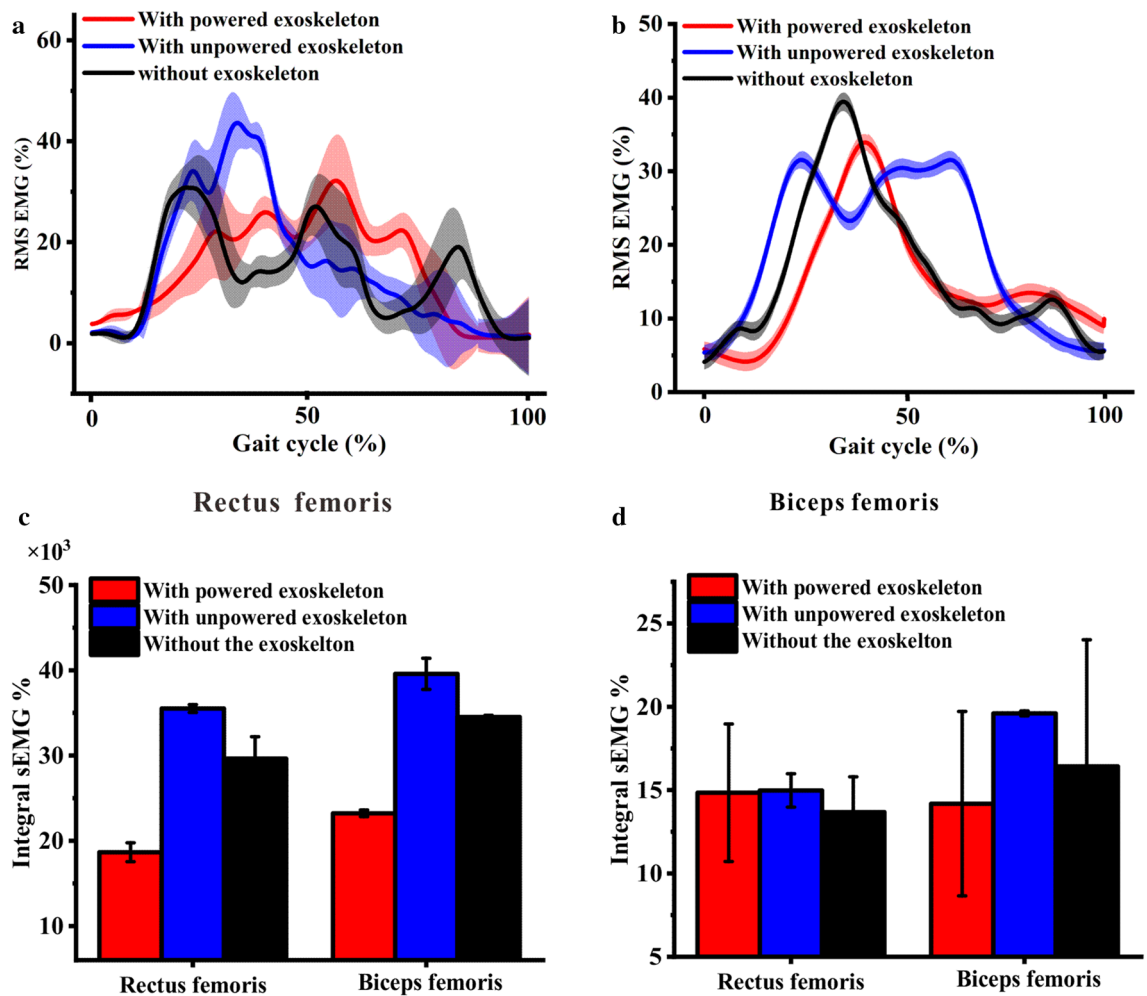 a
With powered exoskeleton
With unpowered exoskeleton
without exoskeleton
RMS EMG (%)
60
40
20
0
0 50 100
Gait cycle (%)
Rectus femoris
b
With powered exoskeleton
With unpowered exoskeleton
without exoskeleton
RMS EMG (%)
50
40
30
20
10
0
0 50 100
Gait cycle (%)
Biceps femoris
c
×10³
With powered exoskeleton
With unpowered exoskeleton
Without the exoskelton
Integral sEMG %
50
40
30
20
10
Rectus femoris Biceps femoris
d
With powered exoskeleton
With unpowered exoskeleton
Without the exoskelton
Integral sEMG %
25
20
15
10
5
Rectus femoris Biceps femoris